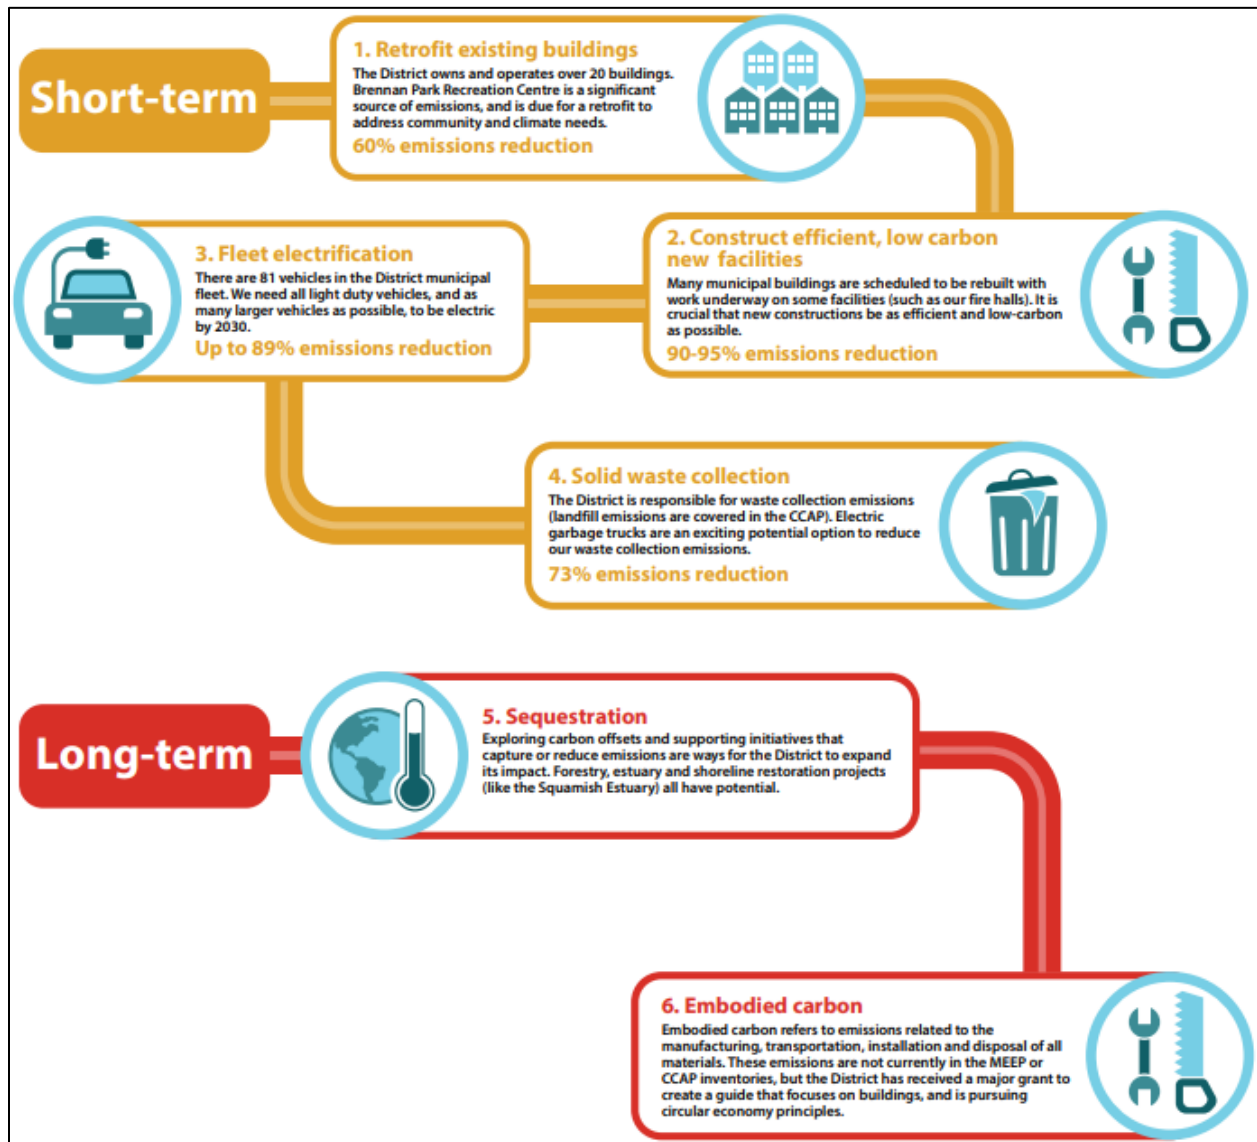 Short-term
1. Retrofit existing buildings
The District owns and operates over 20 buildings.
Brennan Park Recreation Centre is a significant
source of emissions, and is due for a retrofit to
address community and climate needs.
60% emissions reduction
2. Construct efficient, low carbon
new facilities
Many municipal buildings are scheduled to be rebuilt with
work underway on some facilities (such as our fire halls). It is
crucial that new constructions be as efficient and low-carbon
as possible.
90-95% emissions reduction
3. Fleet electrification
There are 81 vehicles in the District municipal
fleet. We need all light duty vehicles, and as
many larger vehicles as possible, to be electric
by 2030.
Up to 89% emissions reduction
4. Solid waste collection
The District is responsible for waste collection emissions
(landfill emissions are covered in the CCAP). Electric
garbage trucks are an exciting potential option to reduce
our waste collection emissions.
73% emissions reduction
Long-term
5. Sequestration
Exploring carbon offsets and supporting initiatives that
capture or reduce emissions are ways for the District to expand
its impact. Forestry, estuary and shoreline restoration projects
(like the Squamish Estuary) all have potential.
6. Embodied carbon
Embodied carbon refers to emissions related to the
manufacturing, transportation, installation and disposal of all
materials. These emissions are not currently in the MEEP or
CCAP inventories, but the District has received a major grant to
create a guide that focuses on buildings, and is pursuing
circular economy principles.